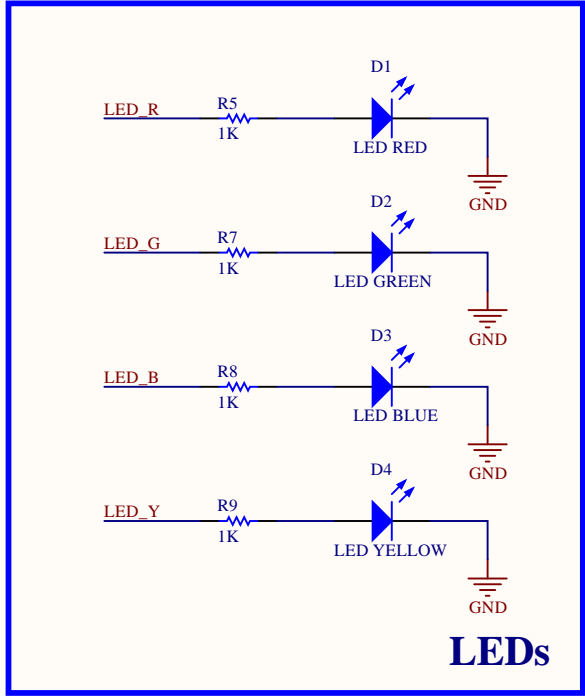 D1
LED_R R5
1K LED RED
GND
D2
LED_G R7
1K LED GREEN
GND
D3
LED_B R8
1K LED BLUE
GND
D4
LED_Y R9
1K LED YELLOW
GND
LEDs